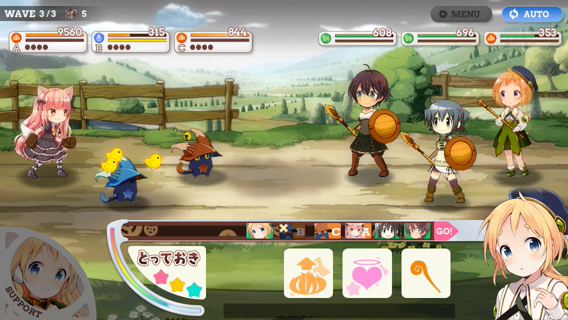 WAVE 3/3 5
MENU
AUTO
9560 315 844
A B C
608 696 353
B C A GO!
とっておき
SUPPORT